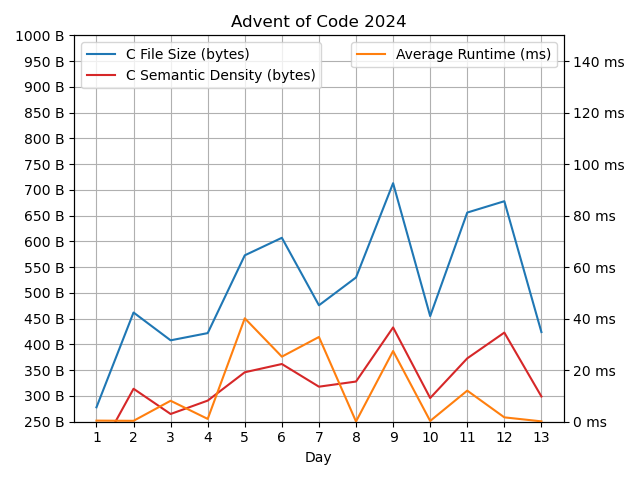 Advent of Code 2024
C File Size (bytes)
C Semantic Density (bytes)
Average Runtime (ms)
1000 B
950 B
900 B
850 B
800 B
750 B
700 B
650 B
600 B
550 B
500 B
450 B
400 B
350 B
300 B
250 B
140 ms
120 ms
100 ms
80 ms
60 ms
40 ms
20 ms
0 ms
1 2 3 4 5 6 7 8 9 10 11 12 13
Day